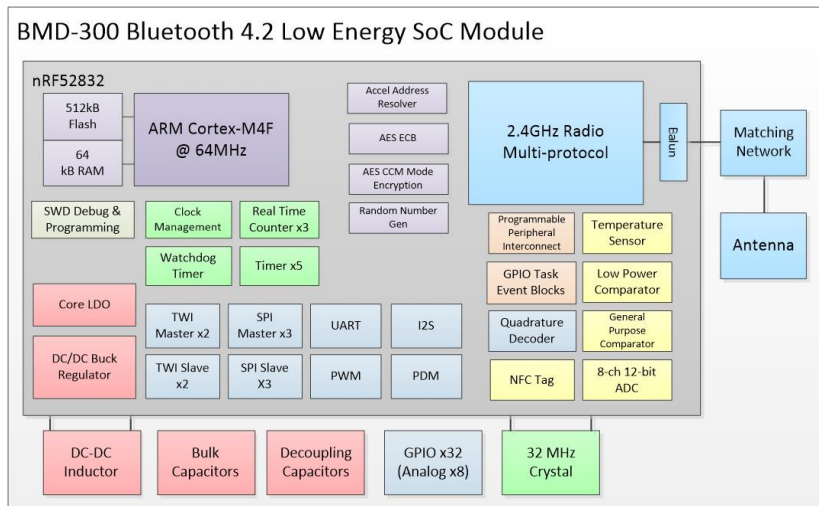 BMD-300 Bluetooth 4.2 Low Energy SoC Module
nRF52832
512kB
Flash
64
kB RAM
ARM Cortex-M4F
@ 64MHz
Accel Address
Resolver
AES ECB
AES CCM Mode
Encryption
Random Number
Gen
2.4GHz Radio
Multi-protocol
Balun
Matching
Network
Antenna
SWD Debug &
Programming
Clock
Management
Real Time
Counter x3
Watchdog
Timer
Timer x5
Programmable
Peripheral
Interconnect
Temperature
Sensor
GPIO Task
Event Blocks
Low Power
Comparator
Core LDO
DC/DC Buck
Regulator
TWI
Master x2
SPI
Master x3
UART
I2S
Quadrature
Decoder
General
Purpose
Comparator
TWI Slave
x2
SPI Slave
X3
PWM
PDM
NFC Tag
8-ch 12-bit
ADC
DC-DC
Inductor
Bulk
Capacitors
Decoupling
Capacitors
GPIO x32
(Analog x8)
32 MHz
Crystal